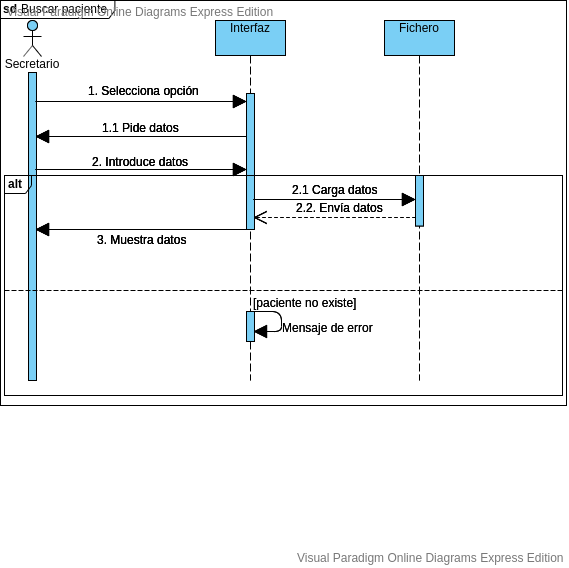 sd Buscar paciente
Visual Paradigm Online Diagrams Express Edition
Secretario
Interfaz
Fichero
1. Selecciona opción
1.1 Pide datos
2. Introduce datos
alt
2.1 Carga datos
2.2. Envía datos
3. Muestra datos
[paciente no existe]
Mensaje de error
Visual Paradigm Online Diagrams Express Edition